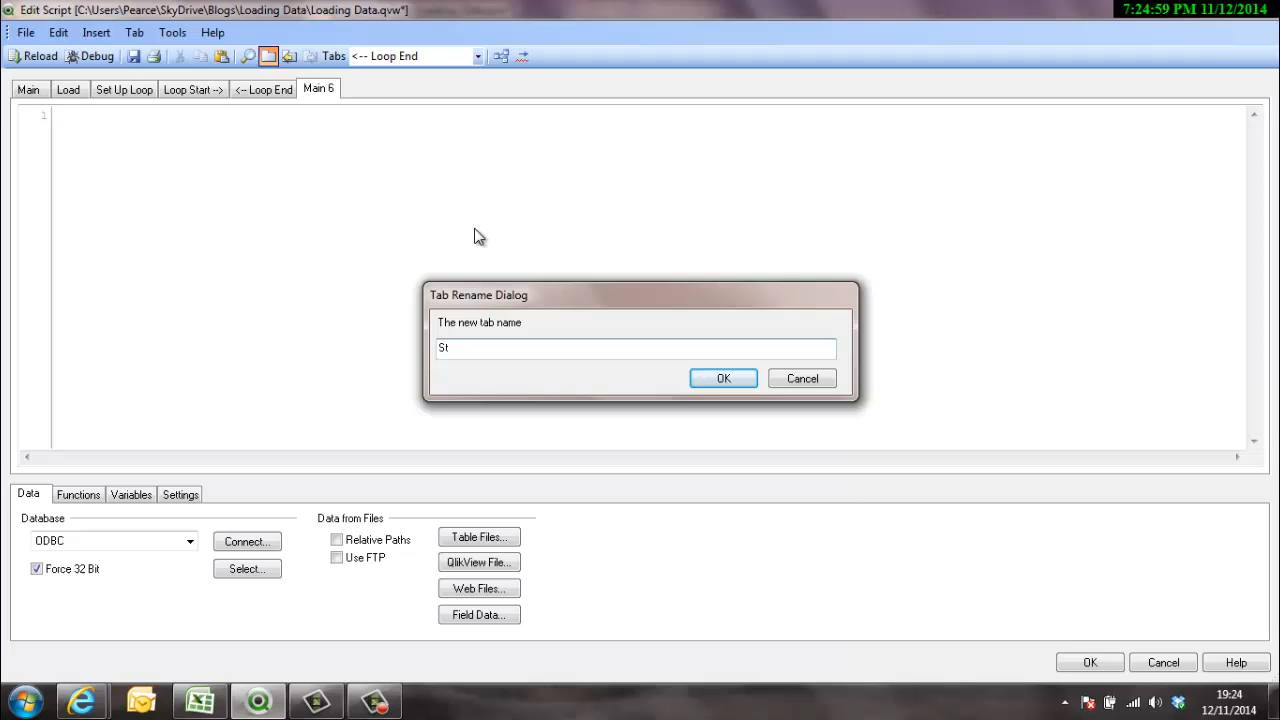 Edit Script [C:\Users\Pearce\SkyDrive\Blogs\Loading Data\Loading Data.qvw*]
7:24:59 PM 11/12/2014
File Edit Insert Tab Tools Help
Reload Debug Tabs <-- Loop End
Main Load Set Up Loop Loop Start --> <-- Loop End Main 6
1
Tab Rename Dialog
The new tab name
St
OK Cancel
Data Functions Variables Settings
Database Data from Files
ODBC Connect... Relative Paths Table Files...
Force 32 Bit Select... Use FTP QlikView File...
Web Files...
Field Data...
OK Cancel Help
19:24
12/11/2014